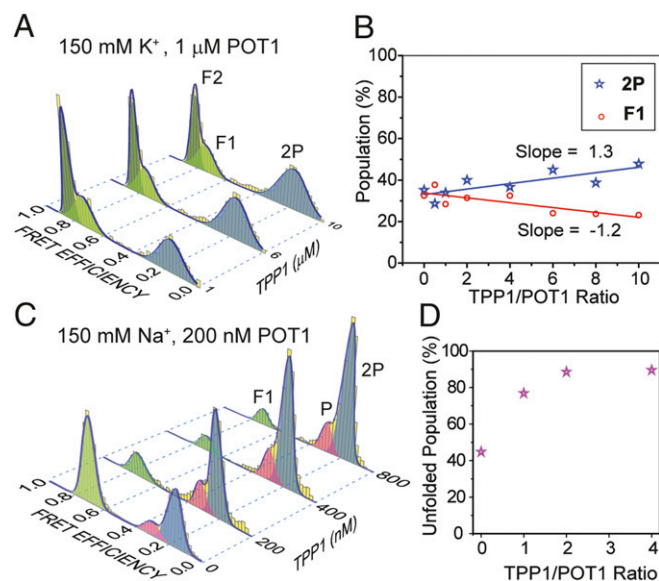 A
150 mM K⁺, 1 μM POT1
F2
F1
2P
1.0
0.8
0.6
0.4
0.2
0.0
FRET EFFICIENCY
1
6
10
TPP1 (μM)
B
Population (%)
100
80
60
40
20
0
2P
F1
Slope = 1.3
Slope = -1.2
0 2 4 6 8 10
TPP1/POT1 Ratio
C
150 mM Na⁺, 200 nM POT1
F1
P
2P
1.0
0.8
0.6
0.4
0.2
0.0
FRET EFFICIENCY
0
200
400
800
TPP1 (nM)
D
Unfolded Population (%)
100
80
60
40
20
0
0 1 2 3 4
TPP1/POT1 Ratio